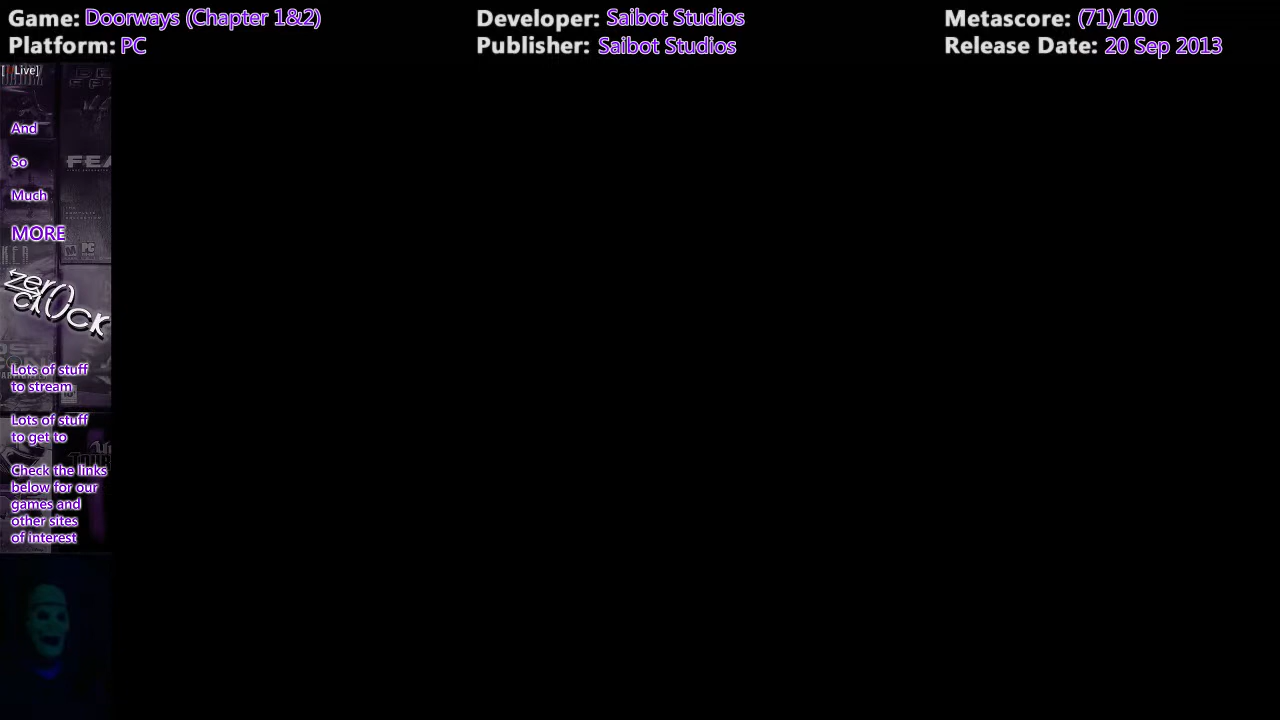 Game: Doorways (Chapter 1&2)
Developer: Saibot Studios
Metascore: (71)/100
Platform: PC
Publisher: Saibot Studios
Release Date: 20 Sep 2013
Live]
And
So
Much
FEA
MORE
PC
zer0
cl0ck
Lots of stuff
to stream
Lots of stuff
to get to
Check the links
below for our
games and
other sites
of interest